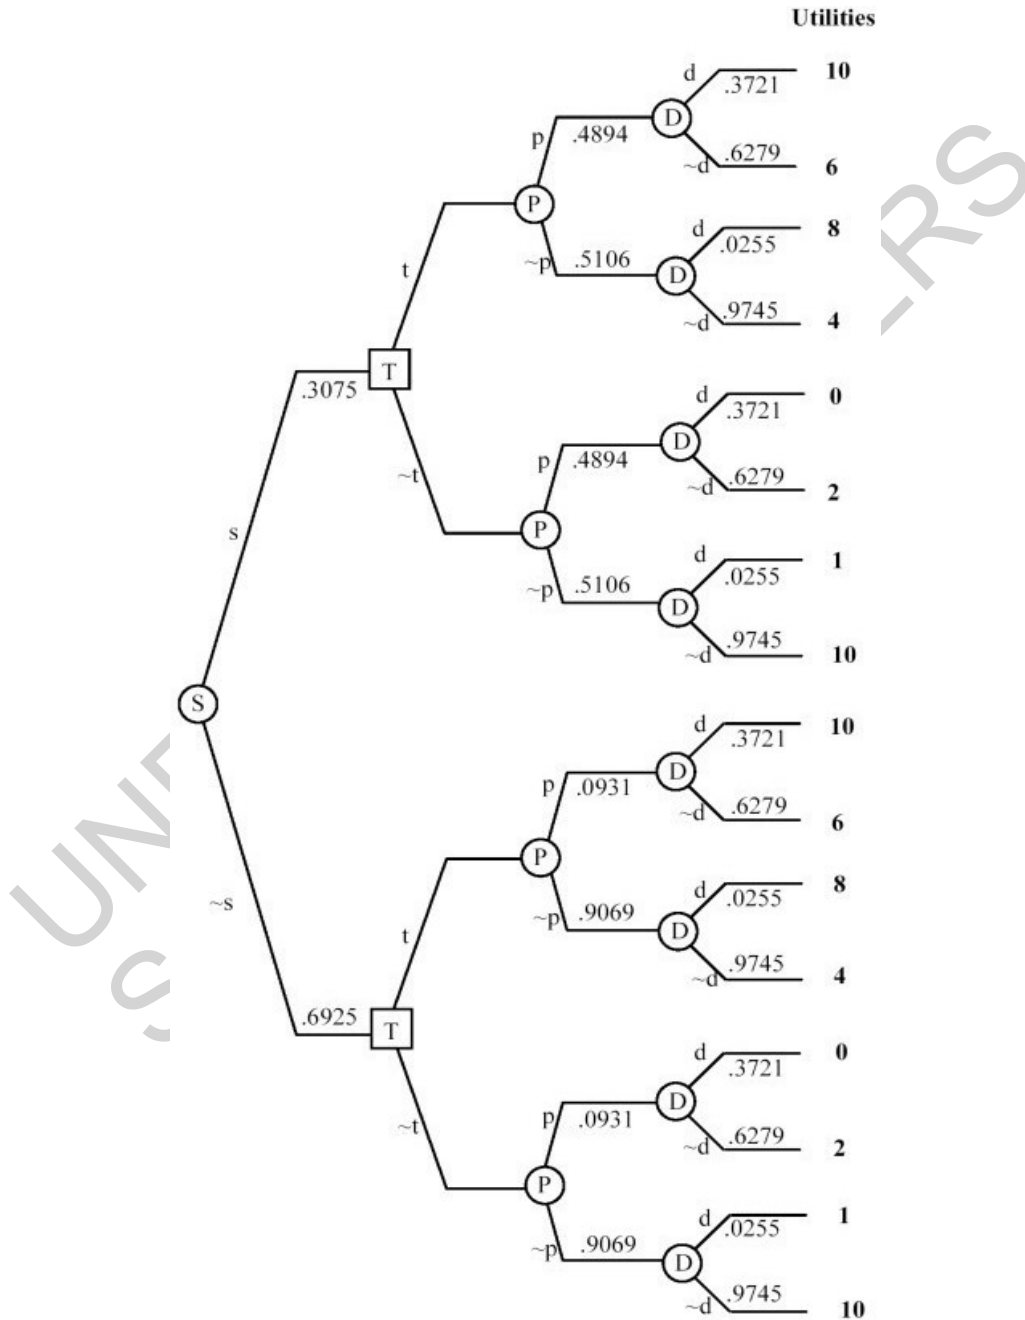 Utilities
d .3721 10
p .4894 D
~d .6279 6
P
t
d .0255 8
~p .5106 D
~d .9745 4
T
.3075
d .3721 0
p .4894 D
~t
~d .6279 2
s
P
d .0255 1
~p .5106 D
~d .9745 10
S
d .3721 10
p .0931 D
~d .6279 6
P
~s
t
d .0255 8
~p .9069 D
~d .9745 4
.6925 T
d .3721 0
p .0931 D
~t
~d .6279 2
P
d .0255 1
~p .9069 D
~d .9745 10